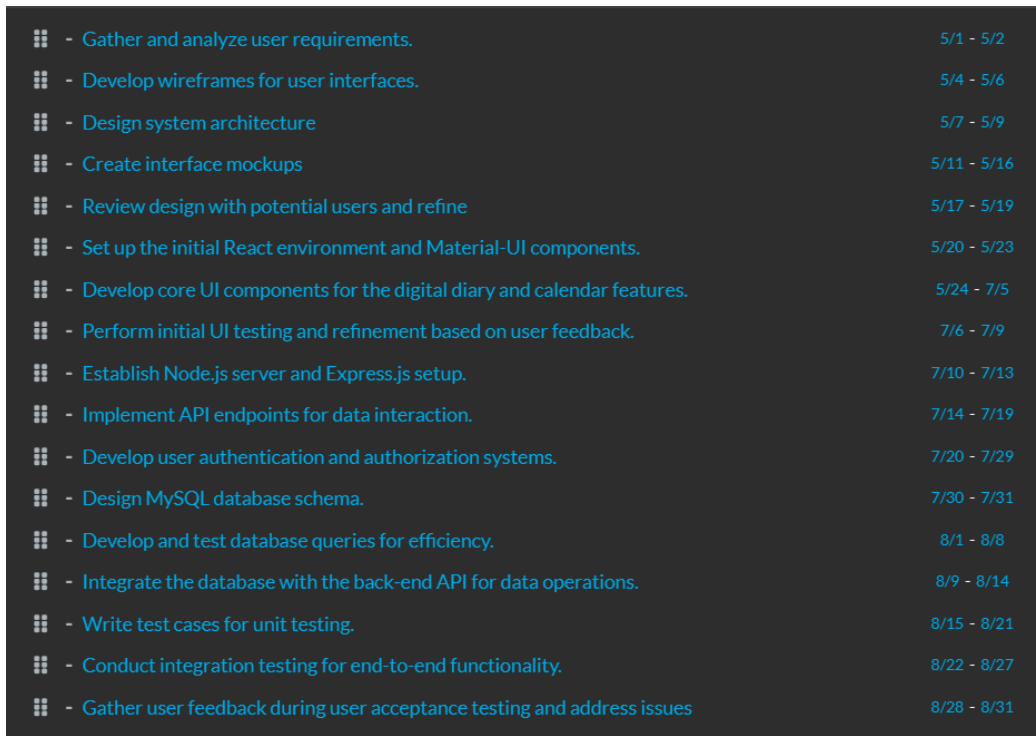 - Gather and analyze user requirements. 5/1 - 5/2
- Develop wireframes for user interfaces. 5/4 - 5/6
- Design system architecture 5/7 - 5/9
- Create interface mockups 5/11 - 5/16
- Review design with potential users and refine 5/17 - 5/19
- Set up the initial React environment and Material-UI components. 5/20 - 5/23
- Develop core UI components for the digital diary and calendar features. 5/24 - 7/5
- Perform initial UI testing and refinement based on user feedback. 7/6 - 7/9
- Establish Node.js server and Express.js setup. 7/10 - 7/13
- Implement API endpoints for data interaction. 7/14 - 7/19
- Develop user authentication and authorization systems. 7/20 - 7/29
- Design MySQL database schema. 7/30 - 7/31
- Develop and test database queries for efficiency. 8/1 - 8/8
- Integrate the database with the back-end API for data operations. 8/9 - 8/14
- Write test cases for unit testing. 8/15 - 8/21
- Conduct integration testing for end-to-end functionality. 8/22 - 8/27
- Gather user feedback during user acceptance testing and address issues 8/28 - 8/31